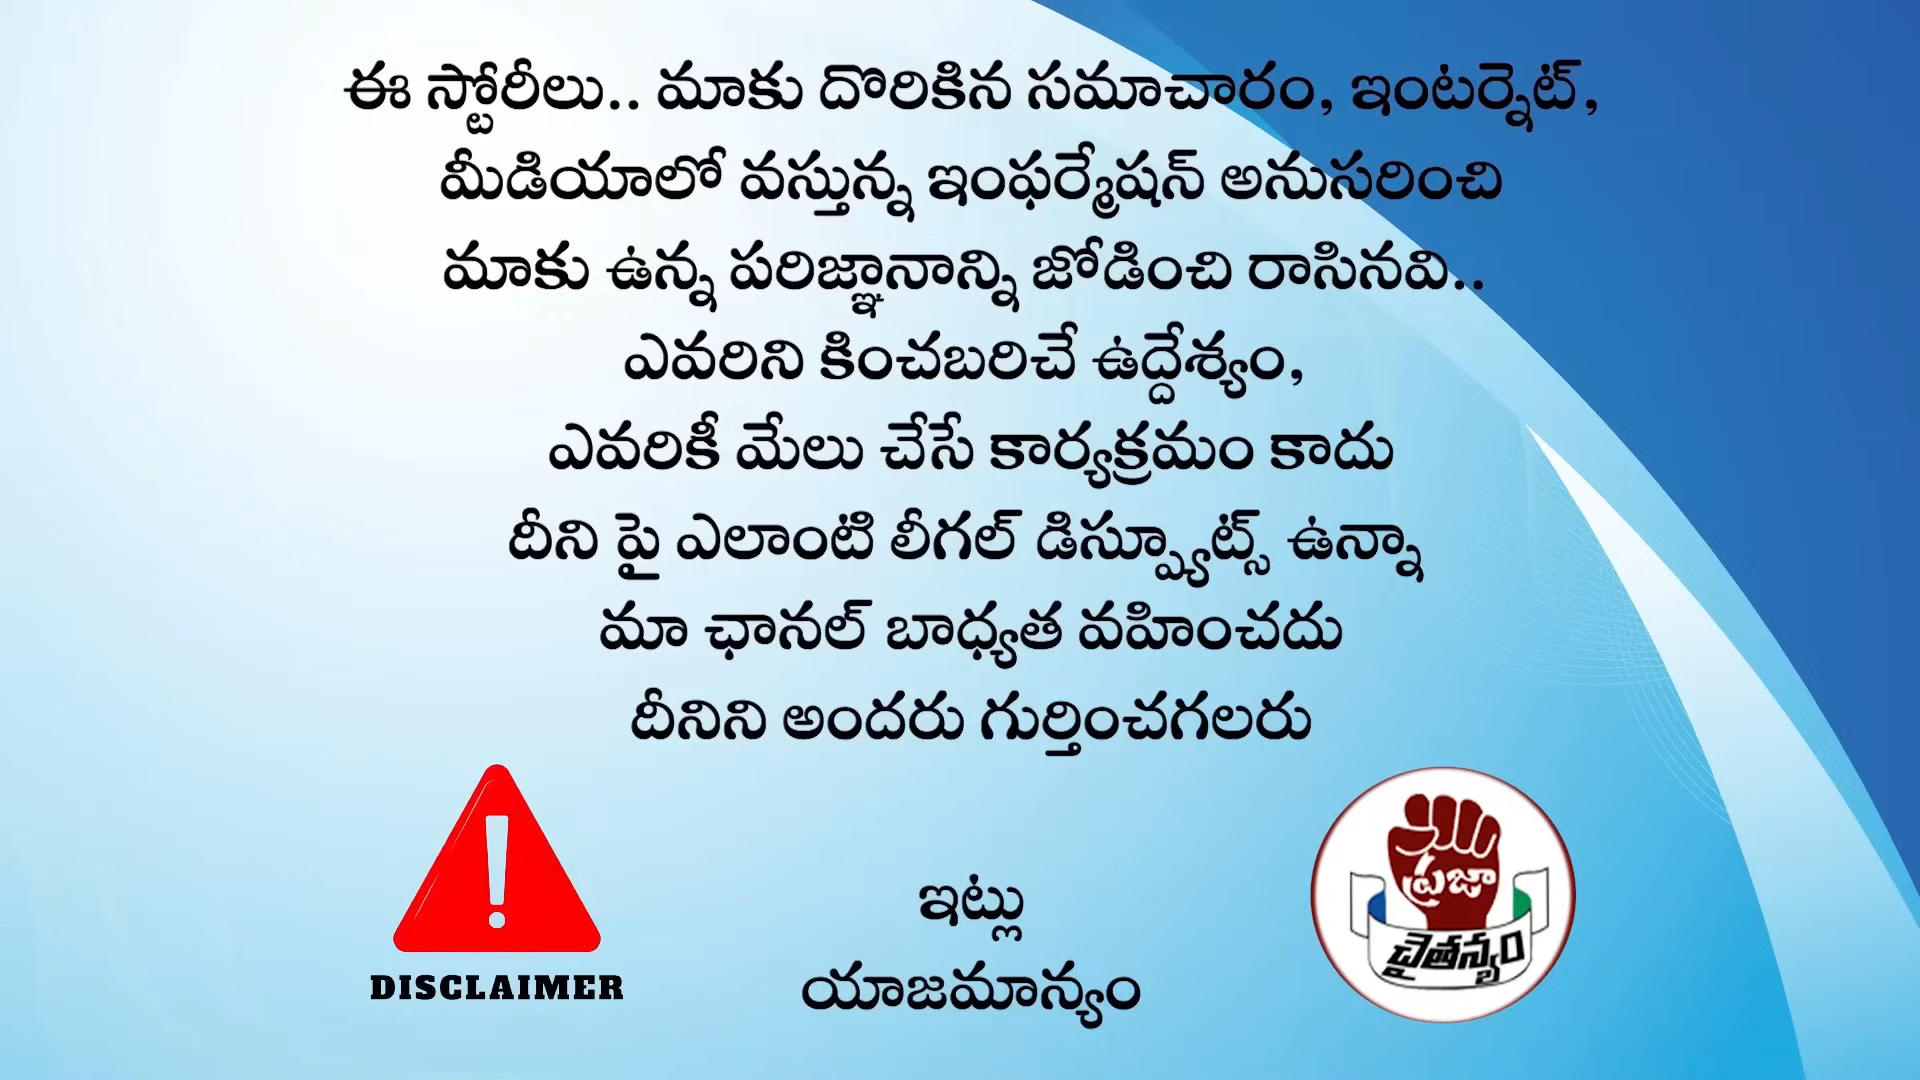 ఈ స్టోరీలు.. మాకు దొరికిన సమాచారం, ఇంటర్నెట్,
మీడియాలో వస్తున్న ఇంఫర్మేషన్ అనుసరించి
మాకు ఉన్న పరిజ్ఞానాన్ని జోడించి రాసినవి..
ఎవరిని కించబరిచే ఉద్దేశ్యం,
ఎవరికీ మేలు చేసే కార్యక్రమం కాదు
దీని పై ఎలాంటి లీగల్ డిస్ప్యూట్స్ ఉన్నా
మా ఛానల్ బాధ్యత వహించదు
దీనిని అందరు గుర్తించగలరు
ఇట్లు
యాజమాన్యం
DISCLAIMER
ప్రజా
చైతన్యం